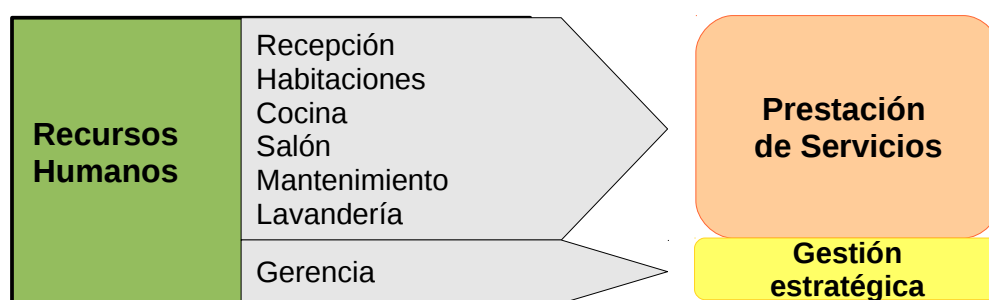 Recursos
Humanos
Recepción
Habitaciones
Cocina
Salón
Mantenimiento
Lavandería
Gerencia
Prestación
de Servicios
Gestión
estratégica